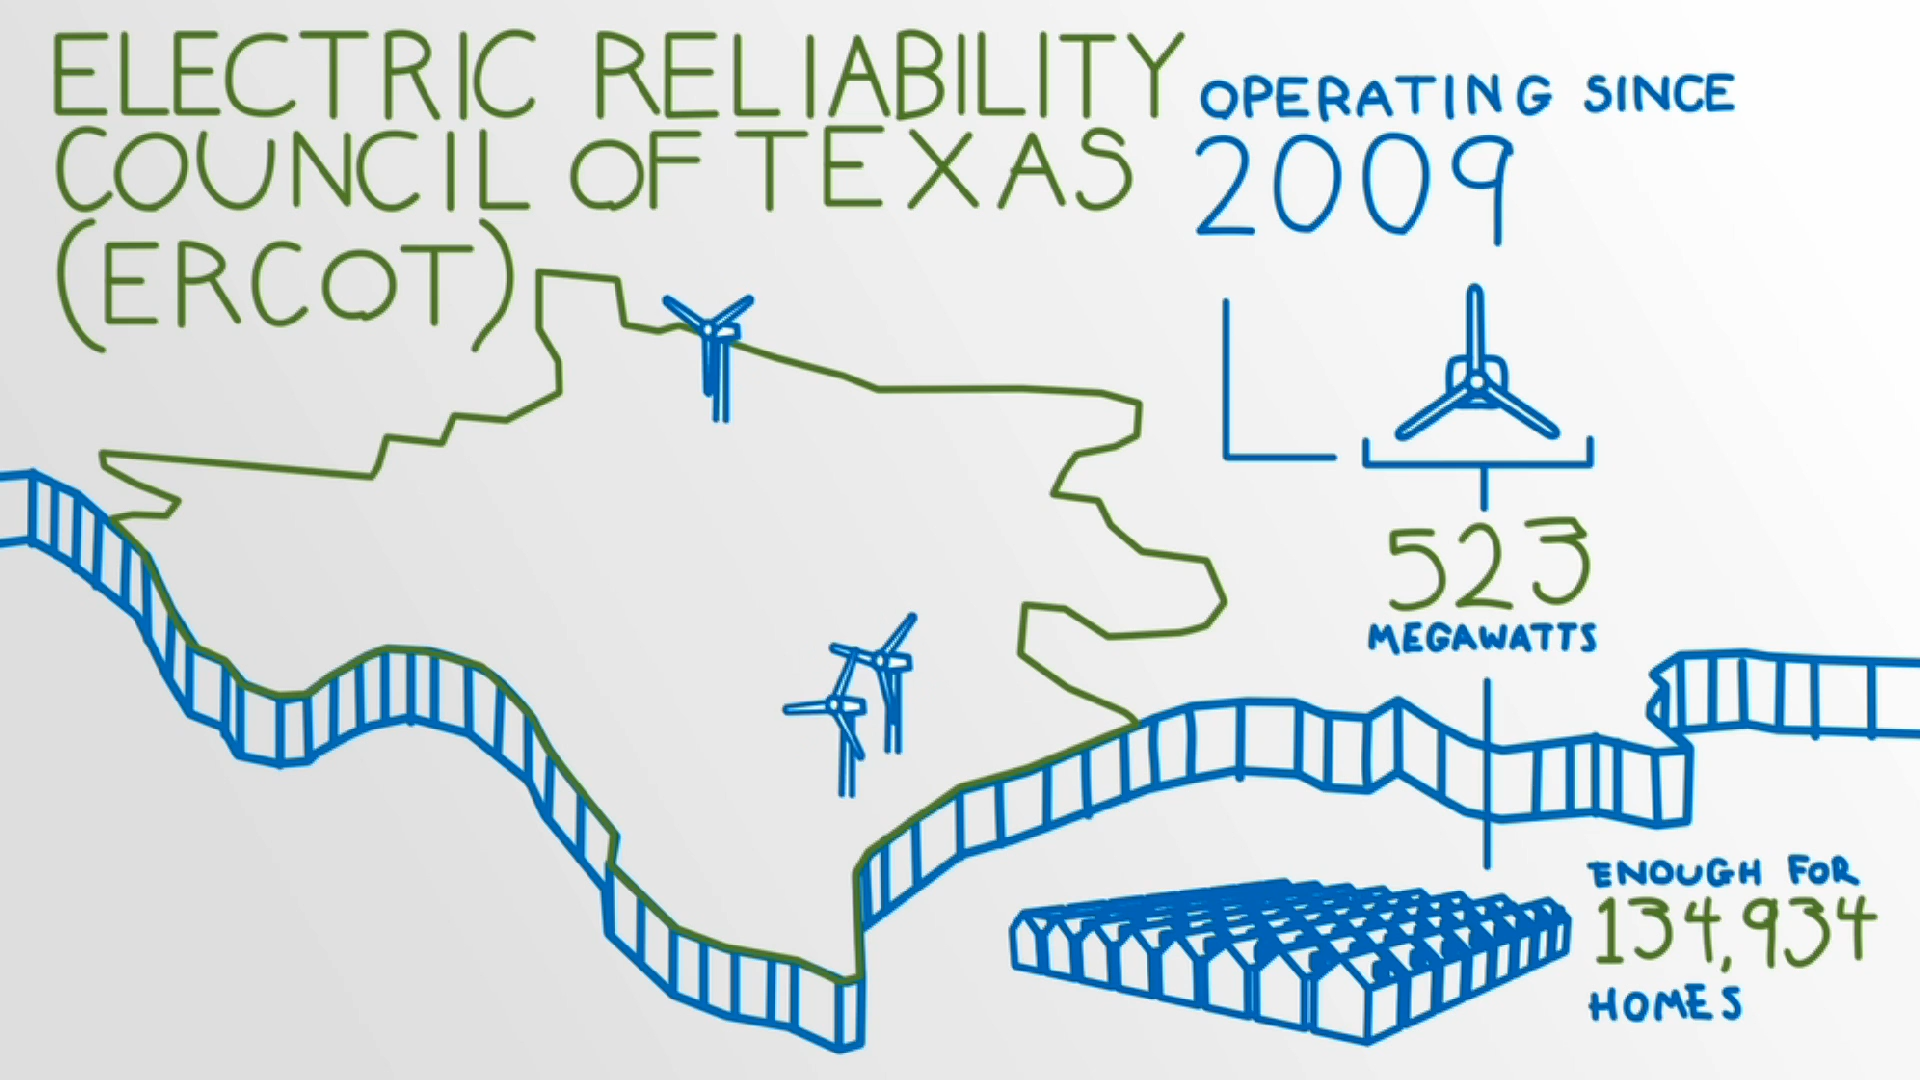 ELECTRIC RELIABILITY
COUNCIL OF TEXAS
(ERCOT)
OPERATING SINCE
2009
523
MEGAWATTS
ENOUGH FOR
134,934
HOMES